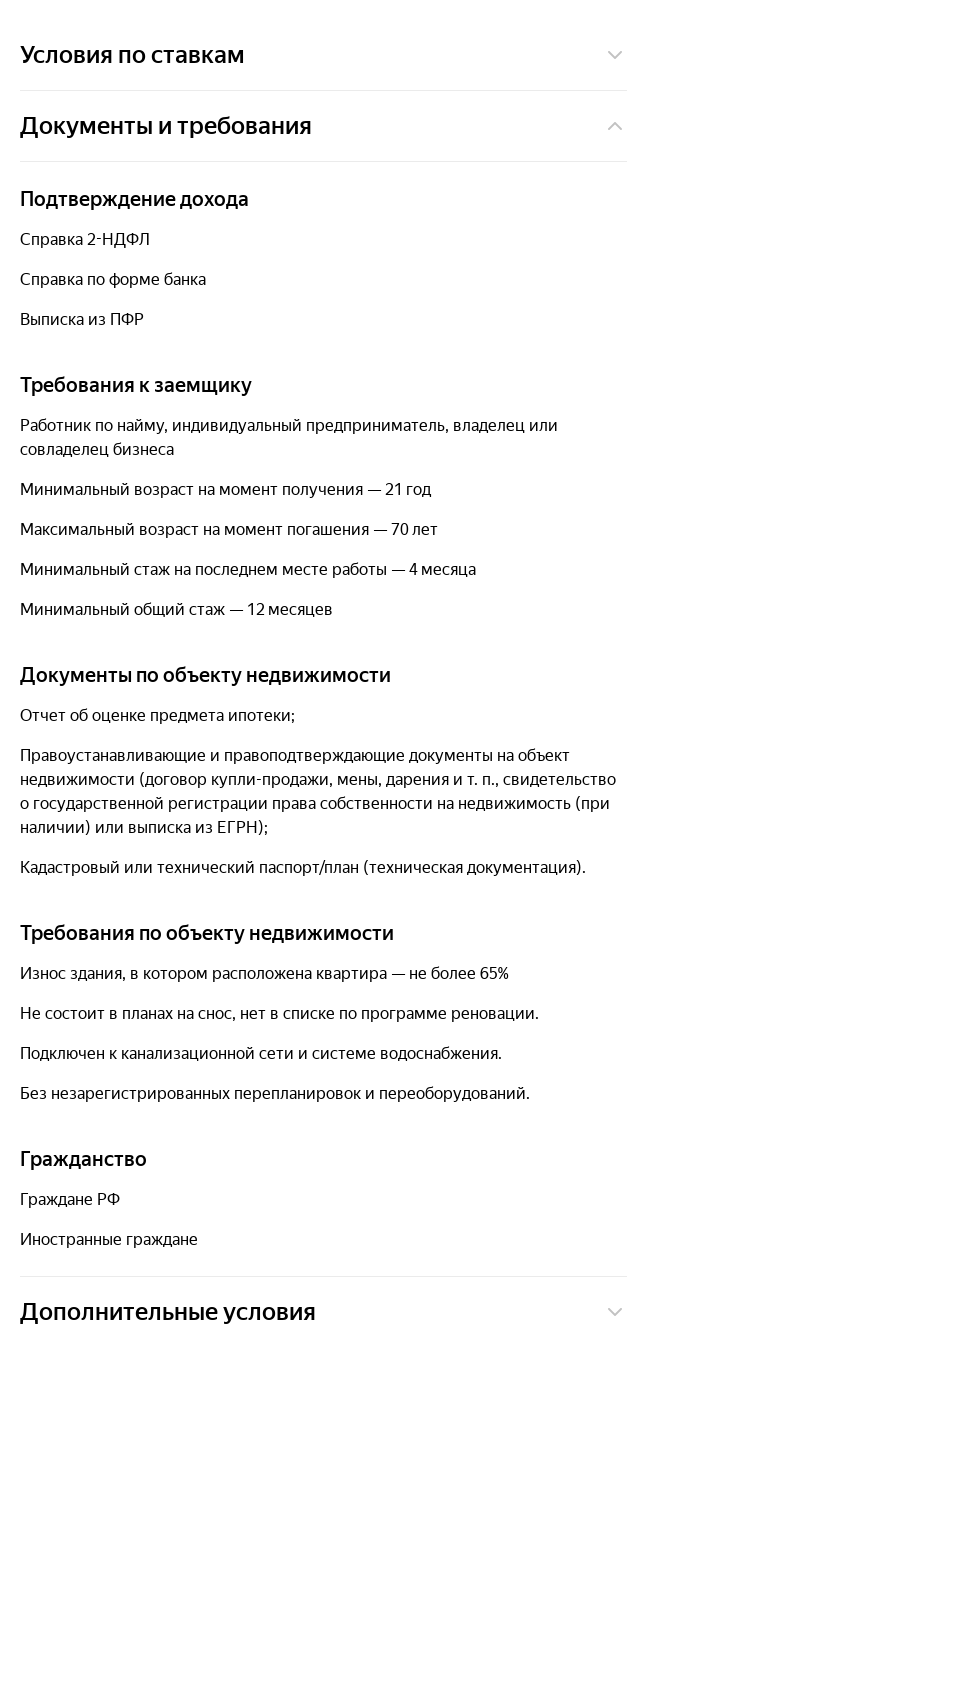 Условия по ставкам
Документы и требования
Подтверждение дохода
Справка 2-НДФЛ
Справка по форме банка
Выписка из ПФР
Требования к заемщику
Работник по найму, индивидуальный предприниматель, владелец или
совладелец бизнеса
Минимальный возраст на момент получения — 21 год
Максимальный возраст на момент погашения — 70 лет
Минимальный стаж на последнем месте работы — 4 месяца
Минимальный общий стаж — 12 месяцев
Документы по объекту недвижимости
Отчет об оценке предмета ипотеки;
Правоустанавливающие и правоподтверждающие документы на объект
недвижимости (договор купли-продажи, мены, дарения и т. п., свидетельство
о государственной регистрации права собственности на недвижимость (при
наличии) или выписка из ЕГРН);
Кадастровый или технический паспорт/план (техническая документация).
Требования по объекту недвижимости
Износ здания, в котором расположена квартира — не более 65%
Не состоит в планах на снос, нет в списке по программе реновации.
Подключен к канализационной сети и системе водоснабжения.
Без незарегистрированных перепланировок и переоборудований.
Гражданство
Граждане РФ
Иностранные граждане
Дополнительные условия